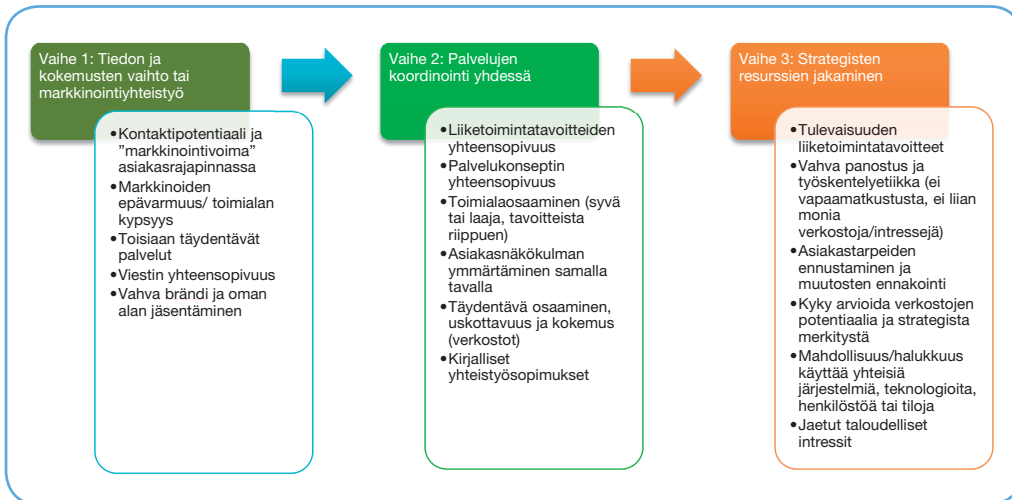 Vaihe 1: Tiedon ja
kokemusten vaihto tai
markkinointiyhteistyö
•Kontaktipotentiaali ja
”markkinointivoima”
asiakasrajapinnassa
•Markkinoiden
epävarmuus/ toimialan
kypsyys
•Toisiaan täydentävät
palvelut
•Viestin yhteensopivuus
•Vahva brändi ja oman
alan jäsentäminen
Vaihe 2: Palvelujen
koordinointi yhdessä
•Liiketoimintatavoitteiden
yhteensopivuus
•Palvelukonseptin
yhteensopivuus
•Toimialaosaaminen (syvä
tai laaja, tavoitteista
riippuen)
•Asiakasnäkökulman
ymmärtäminen samalla
tavalla
•Täydentävä osaaminen,
uskottavuus ja kokemus
(verkostot)
•Kirjalliset
yhteistyösopimukset
Vaihe 3: Strategisten
resurssien jakaminen
•Tulevaisuuden
liiketoimintatavoitteet
•Vahva panostus ja
työskentelyetiikka (ei
vapaamatkustusta, ei liian
monia
verkostoja/intressejä)
•Asiakastarpeiden
ennustaminen ja
muutosten ennakointi
•Kyky arvioida verkostojen
potentiaalia ja strategista
merkitystä
•Mahdollisuus/halukkuus
käyttää yhteisiä
järjestelmiä, teknologioita,
henkilöstöä tai tiloja
•Jaetut taloudelliset
intressit